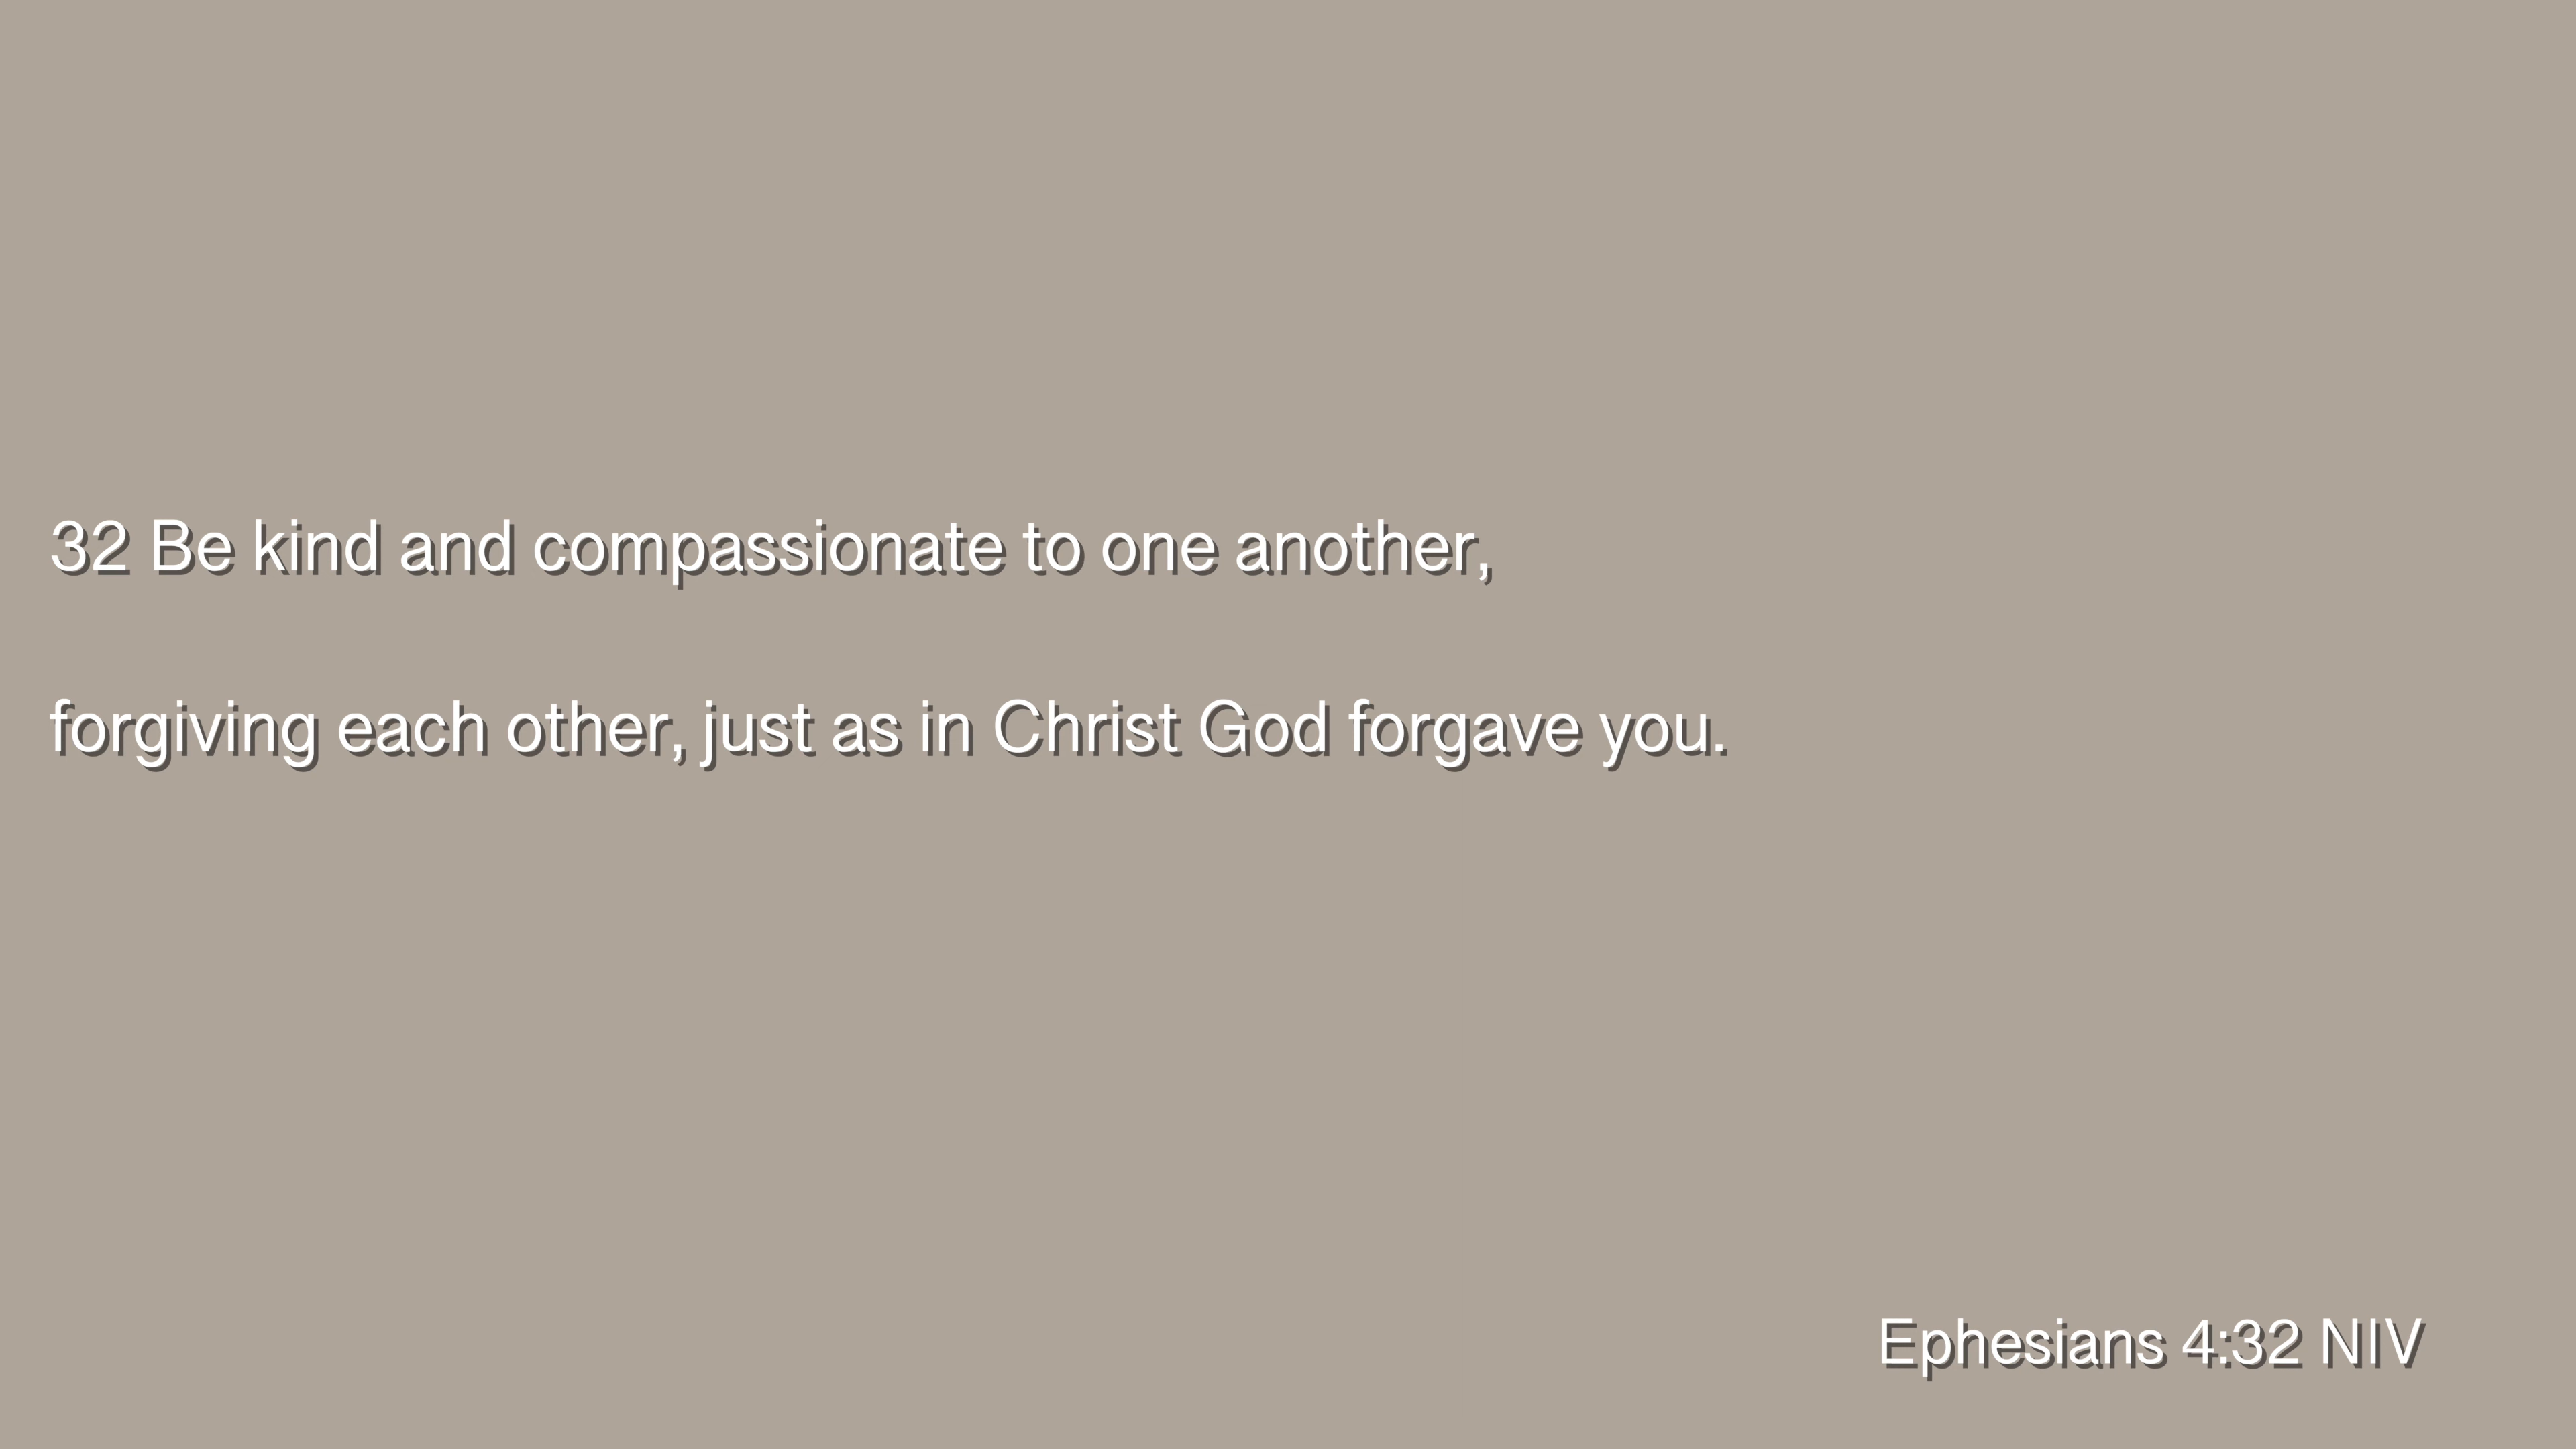 32 Be kind and compassionate to one another,
forgiving each other, just as in Christ God forgave you.
Ephesians 4:32 NIV